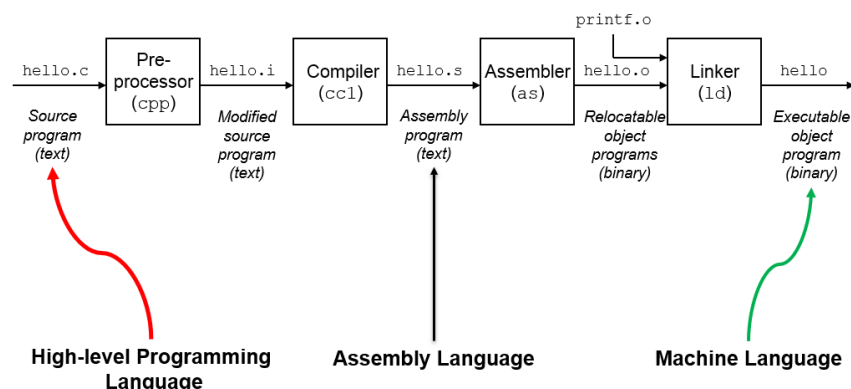 printf.o
hello.c
Pre-
processor
(cpp)
hello.i
Compiler
(cc1)
hello.s
Assembler
(as)
hello.o
Linker
(ld)
hello
Source
program
(text)
Modified
source
program
(text)
Assembly
program
(text)
Relocatable
object
programs
(binary)
Executable
object
program
(binary)
High-level Programming
Language
Assembly Language
Machine Language